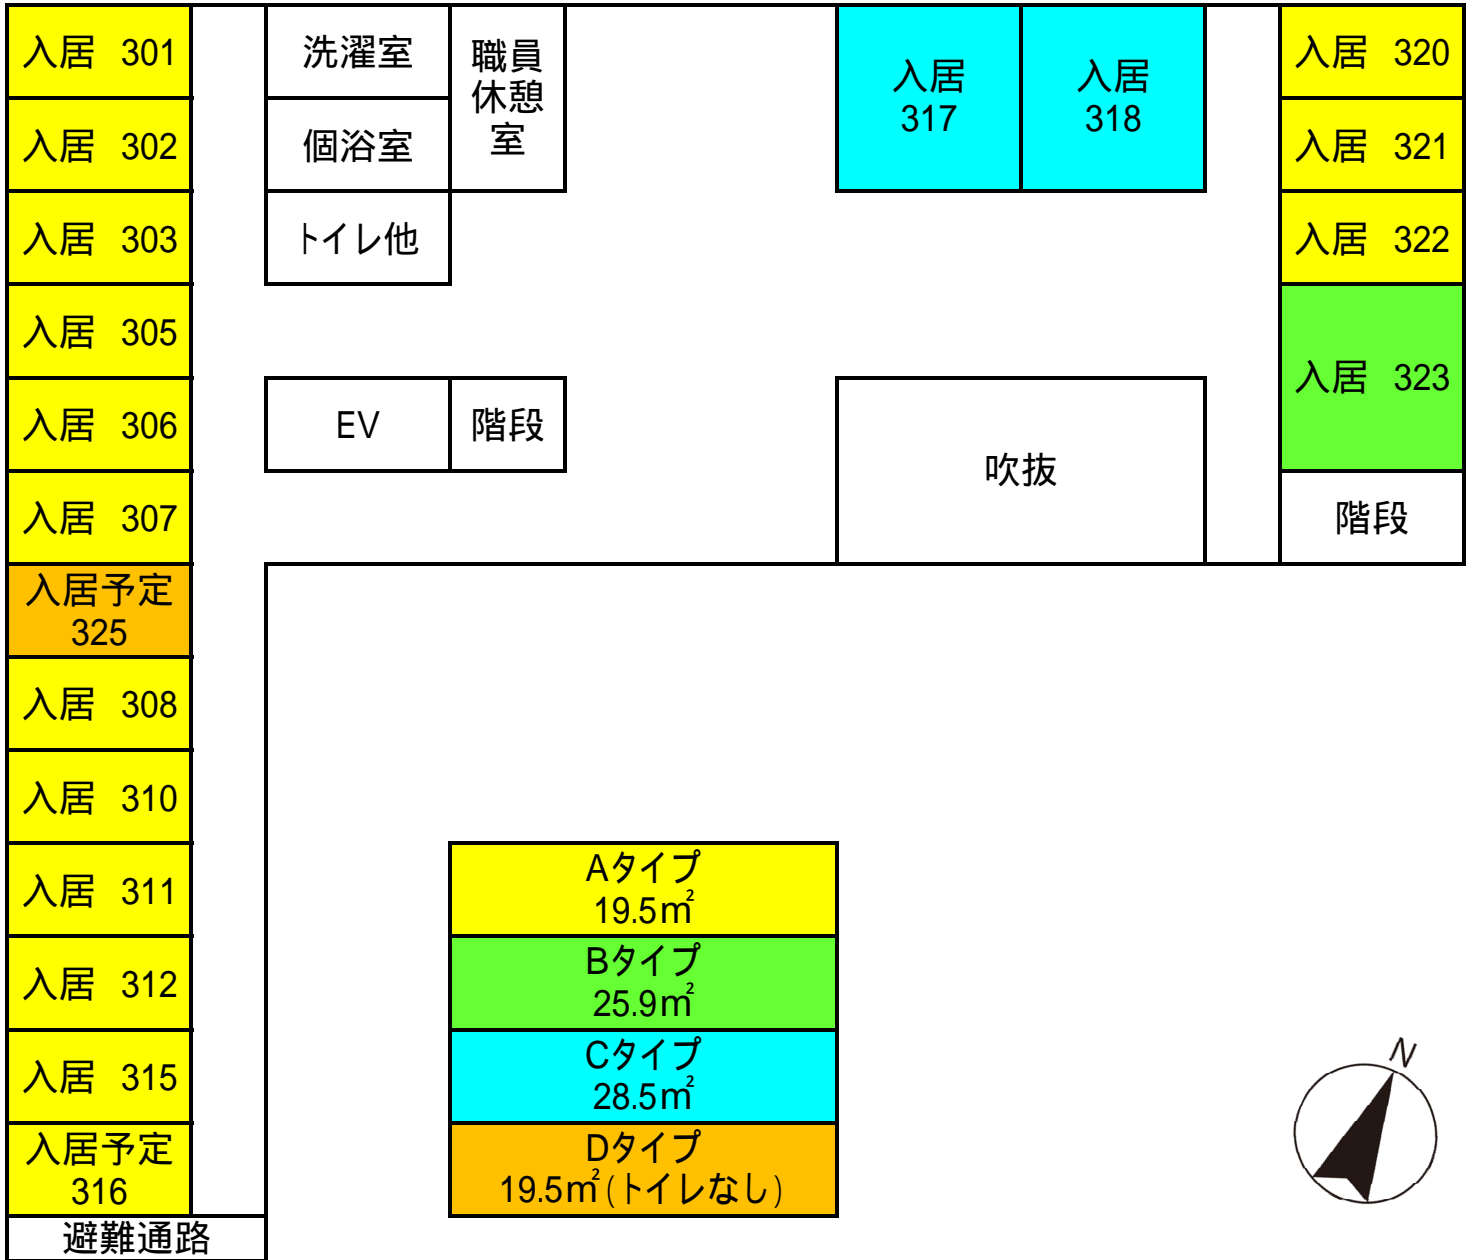 入居 301
入居 302
入居 303
入居 305
入居 306
入居 307
入居予定
325
入居 308
入居 310
入居 311
入居 312
入居 315
入居予定
316
避難通路
洗濯室
個浴室
トイレ他
職員
休憩
室
EV
階段
入居
317
入居
318
吹抜
入居 320
入居 321
入居 322
入居 323
階段
Aタイプ
19.5㎡
Bタイプ
25.9㎡
Cタイプ
28.5㎡
Dタイプ
19.5㎡(トイレなし)
N